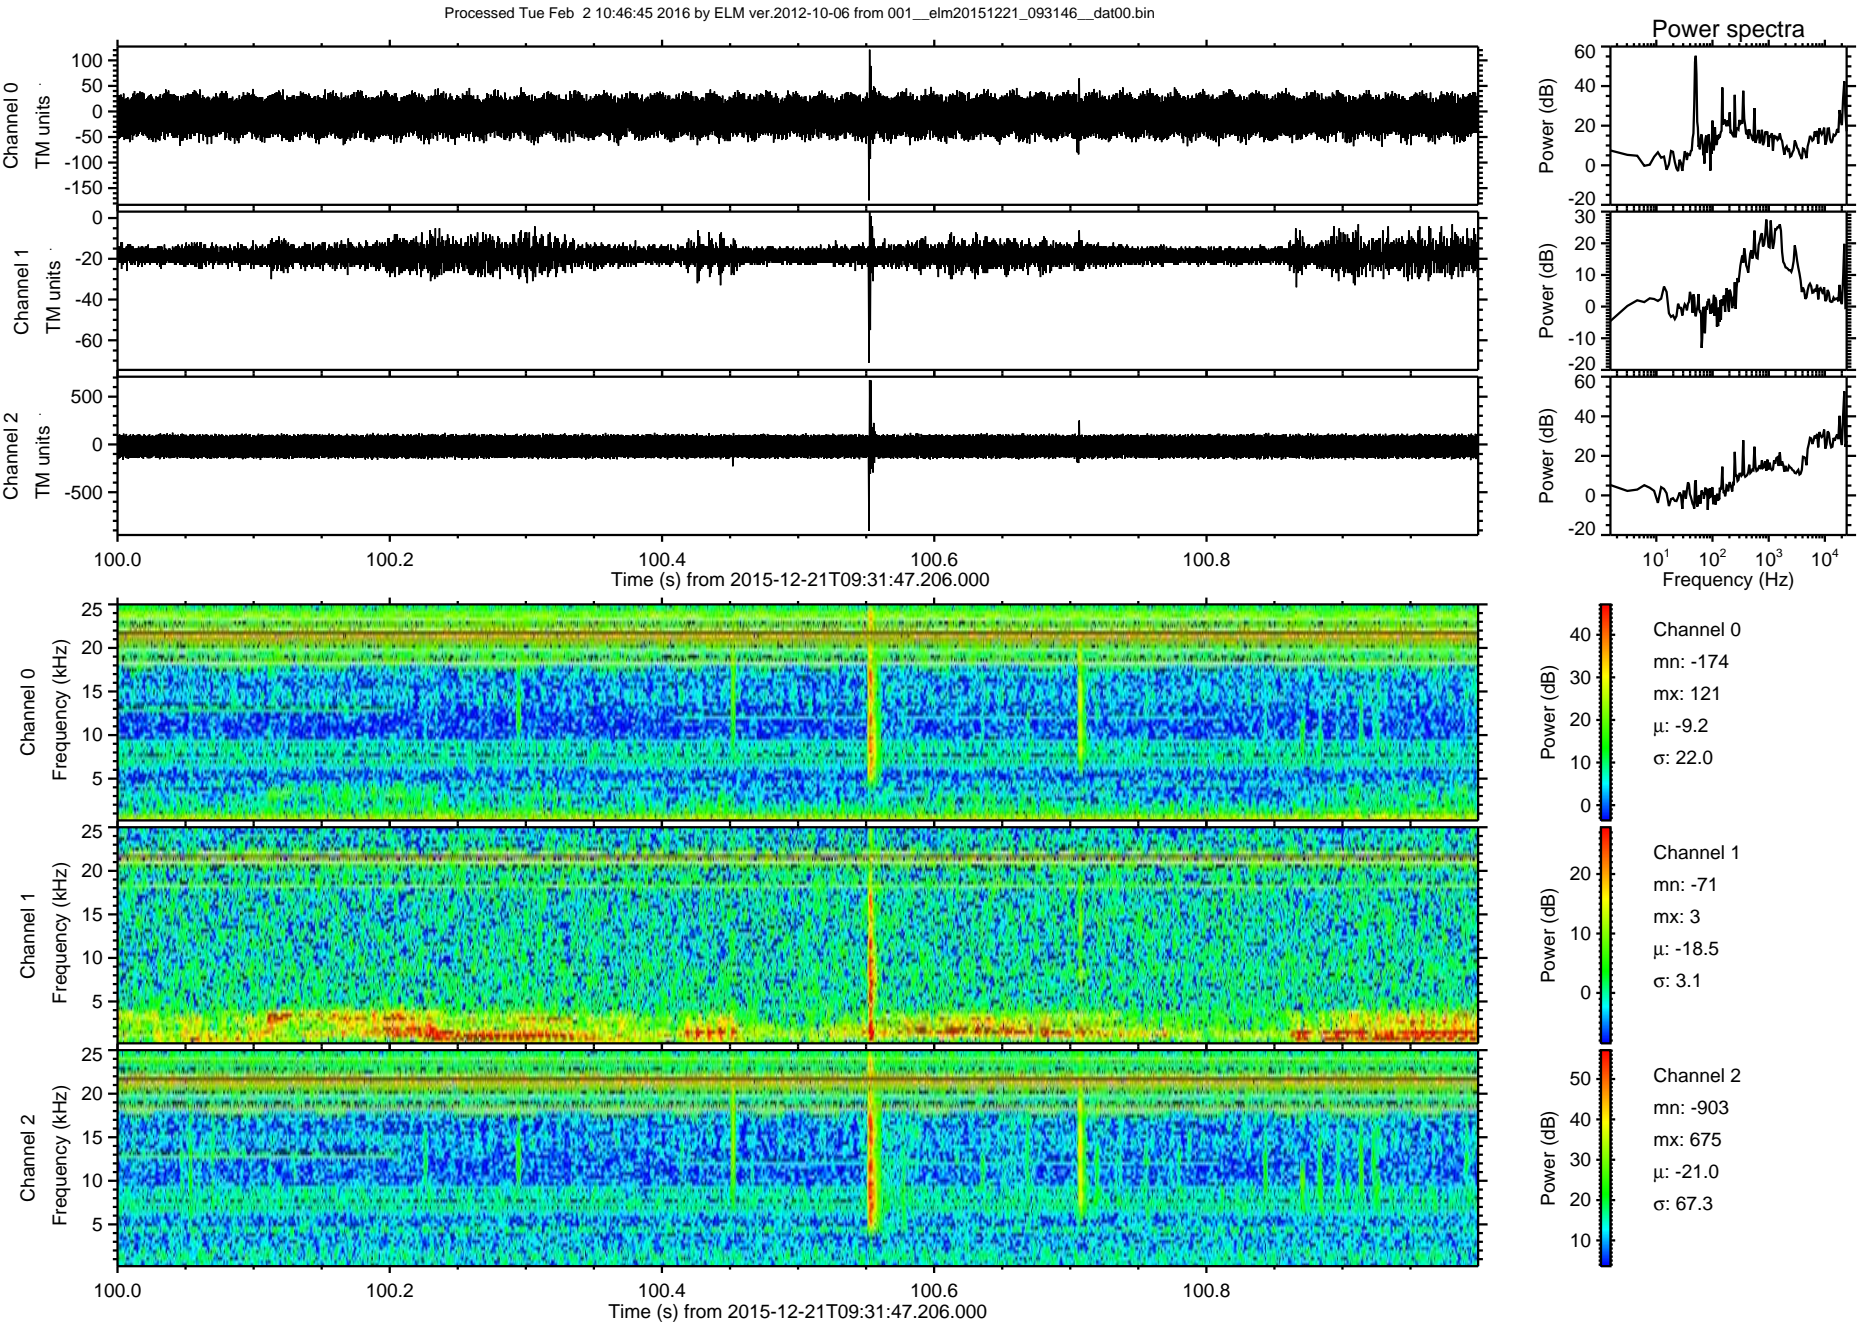 Processed Tue Feb  2 10:46:45 2016 by ELM ver.2012-10-06 from 001__elm20151221_093146__dat00.bin
Power spectra
Channel 0
TM units
100
50
0
-50
-100
-150
Power (dB)
60
40
20
0
-20
Channel 1
TM units
0
-20
-40
-60
Power (dB)
30
20
10
0
-10
-20
Channel 2
TM units
500
0
-500
Power (dB)
60
40
20
0
-20
100.0 100.2 100.4 100.6 100.8
Time (s) from 2015-12-21T09:31:47.206.000
10¹ 10² 10³ 10⁴
Frequency (Hz)
Channel 0
Frequency (kHz)
25
20
15
10
5
Power (dB)
40
30
20
10
0
Channel 0
mn: -174
mx: 121
μ: -9.2
σ: 22.0
Channel 1
Frequency (kHz)
25
20
15
10
5
Power (dB)
20
10
0
Channel 1
mn: -71
mx: 3
μ: -18.5
σ: 3.1
Channel 2
Frequency (kHz)
25
20
15
10
5
Power (dB)
50
40
30
20
10
Channel 2
mn: -903
mx: 675
μ: -21.0
σ: 67.3
100.0 100.2 100.4 100.6 100.8
Time (s) from 2015-12-21T09:31:47.206.000